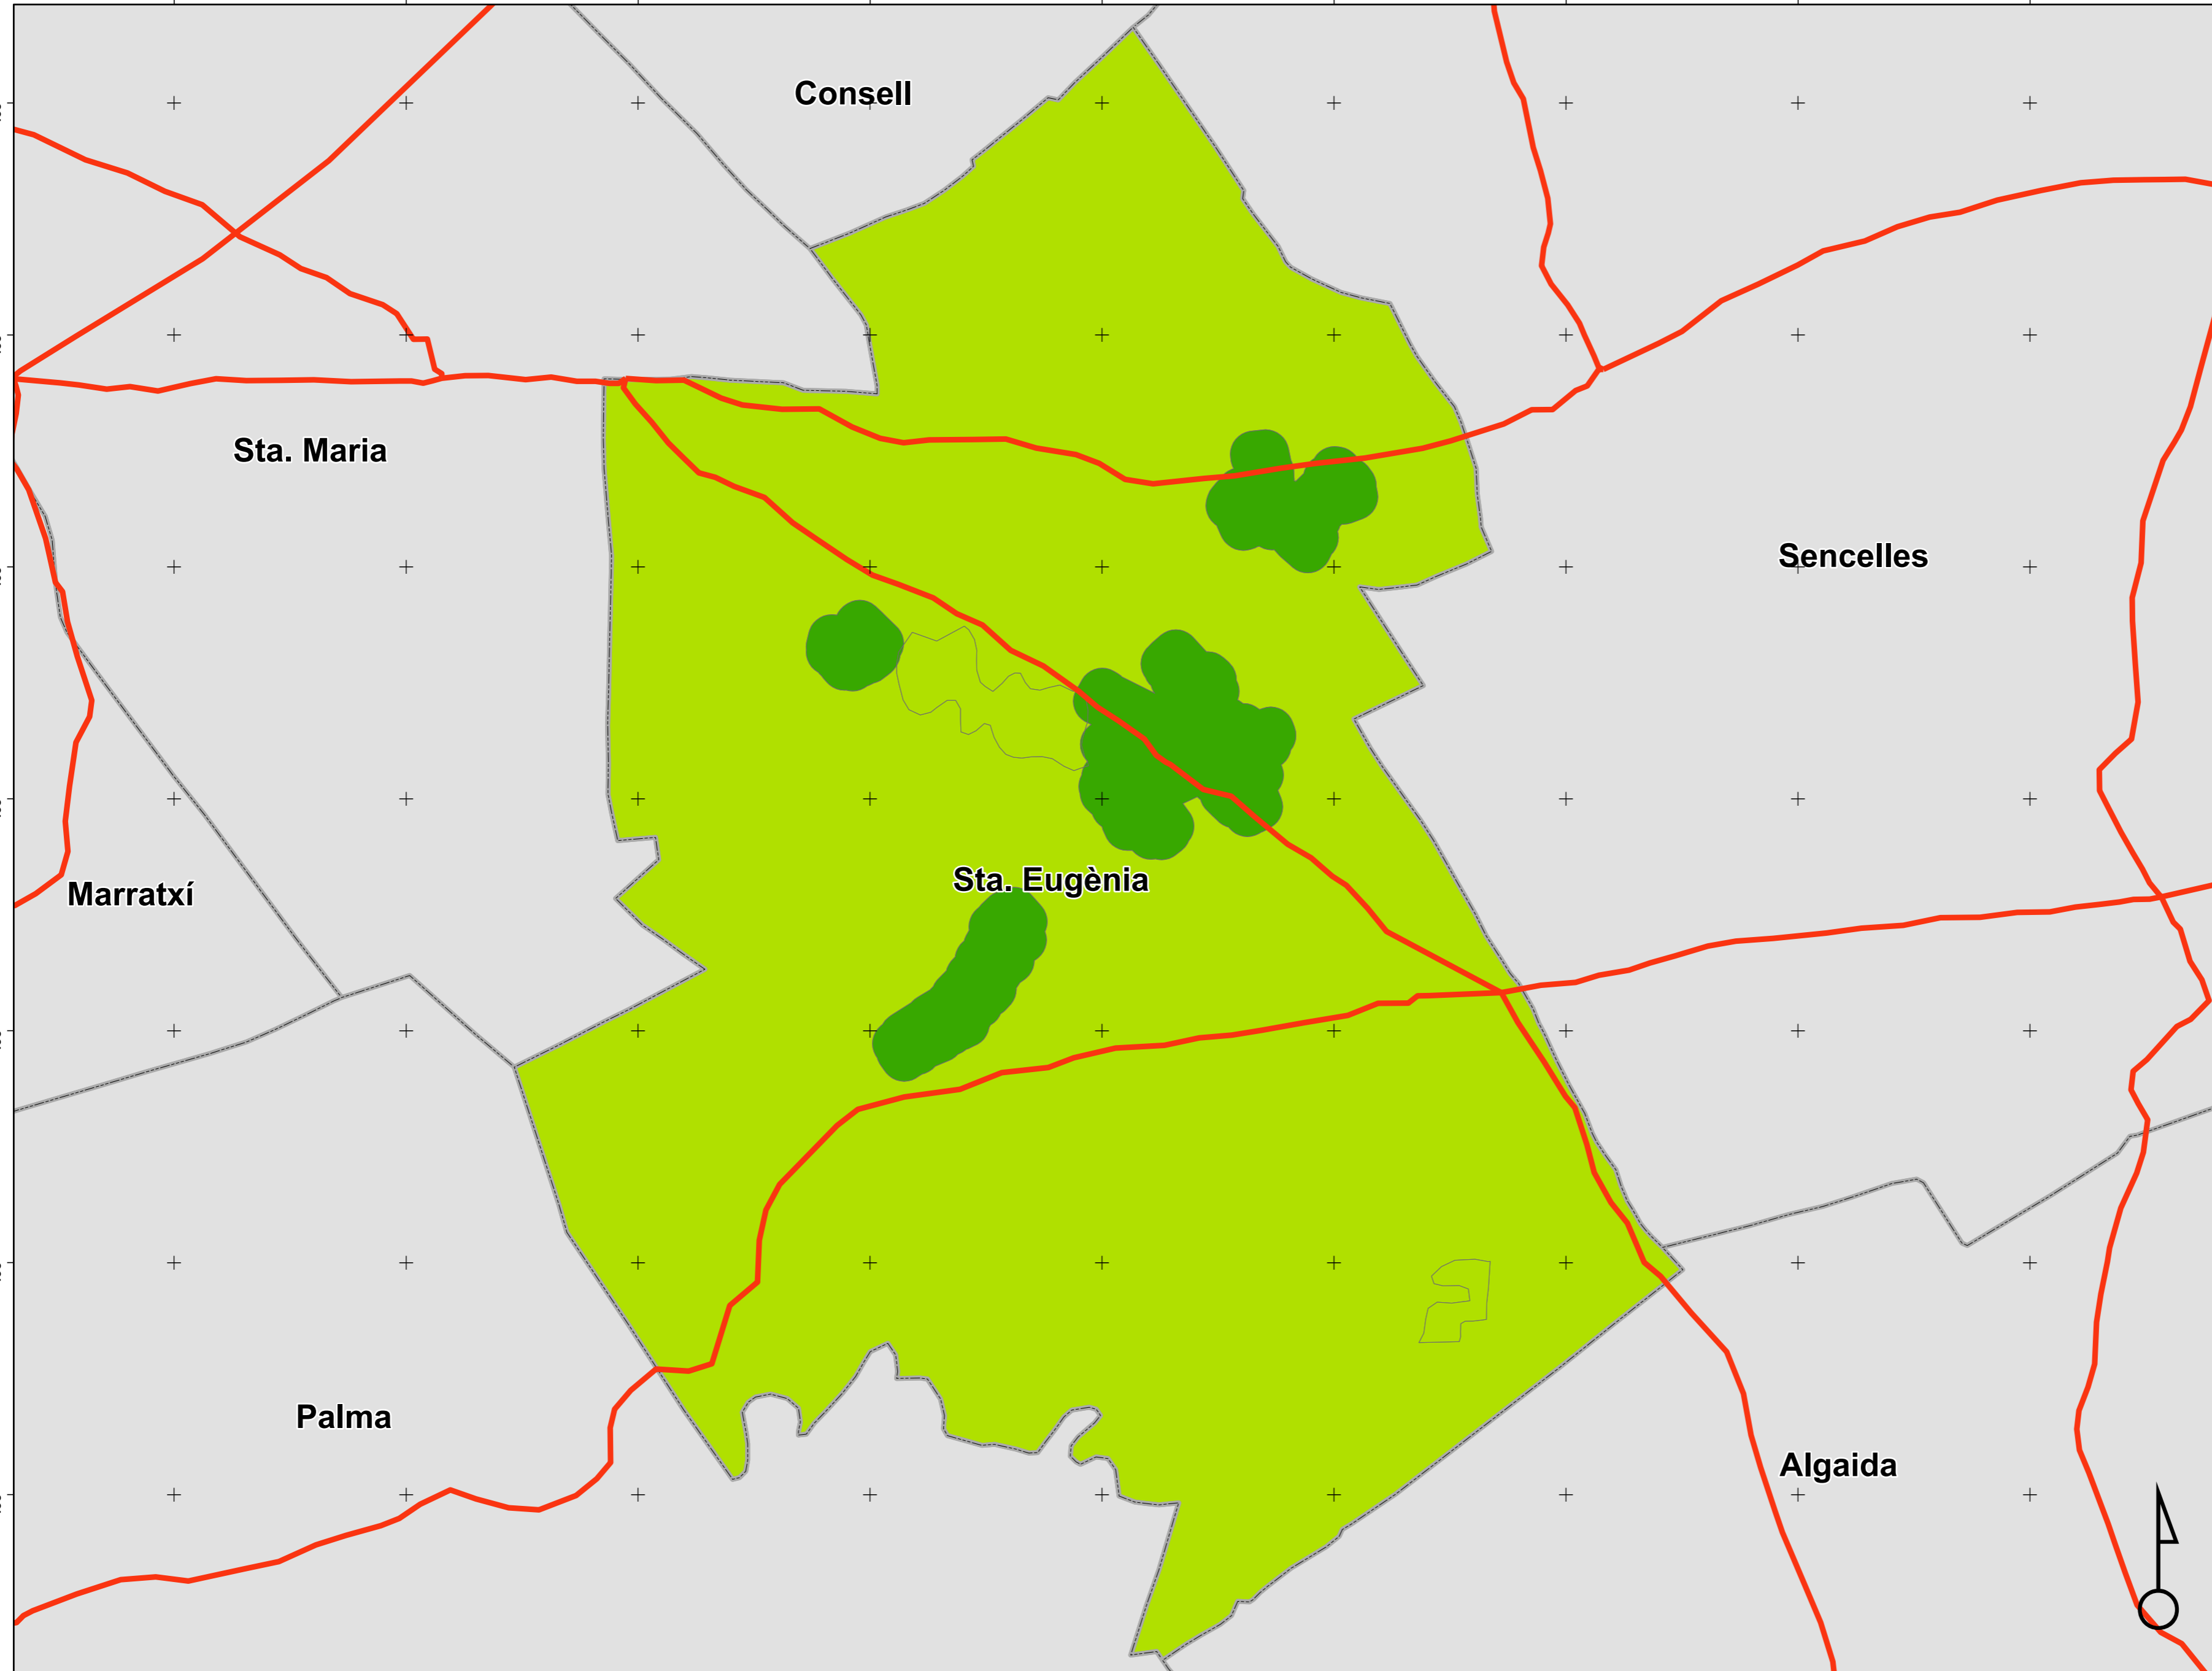 Consell
Sta. Maria
Sencelles
Sta. Eugènia
Marratxí
Palma
Algaida